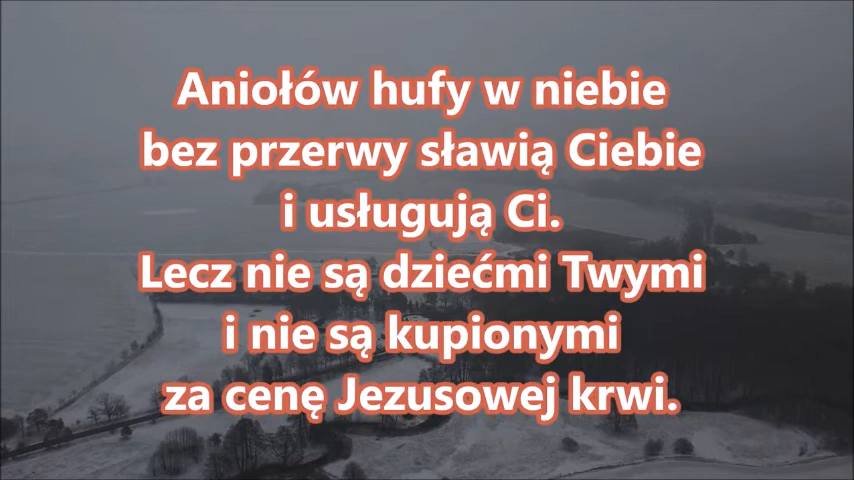 Aniołów hufy w niebie
bez przerwy sławią Ciebie
i usługują Ci.
Lecz nie są dziećmi Twymi
i nie są kupionymi
za cenę Jezusowej krwi.